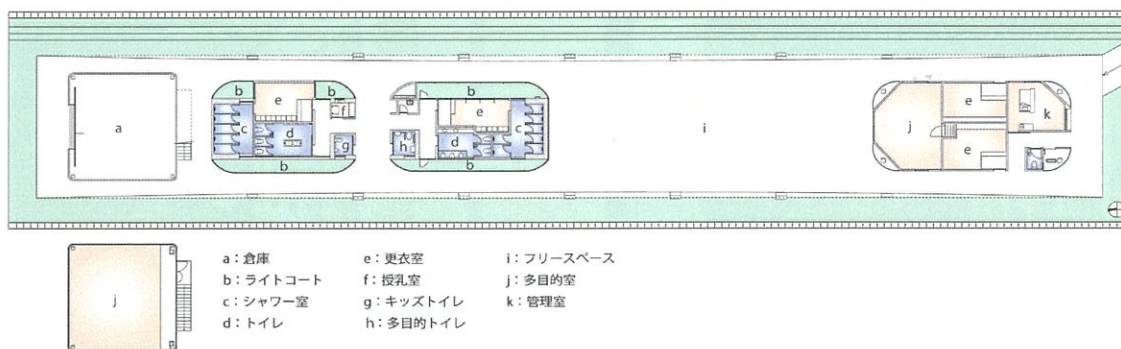 b
b
b
e
e
j
k
a
c
d
f
g
h
d
e
c
i
e
b
b
j
a：倉庫
e：更衣室
i：フリースペース
b：ライトコート
f：授乳室
j：多目的室
c：シャワー室
g：キッズトイレ
k：管理室
d：トイレ
h：多目的トイレ